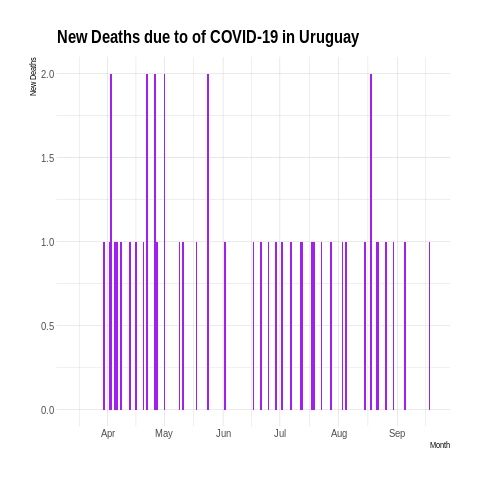 New Deaths due to of COVID-19 in Uruguay
New Deaths
2.0
1.5
1.0
0.5
0.0
Apr May Jun Jul Aug Sep
Month